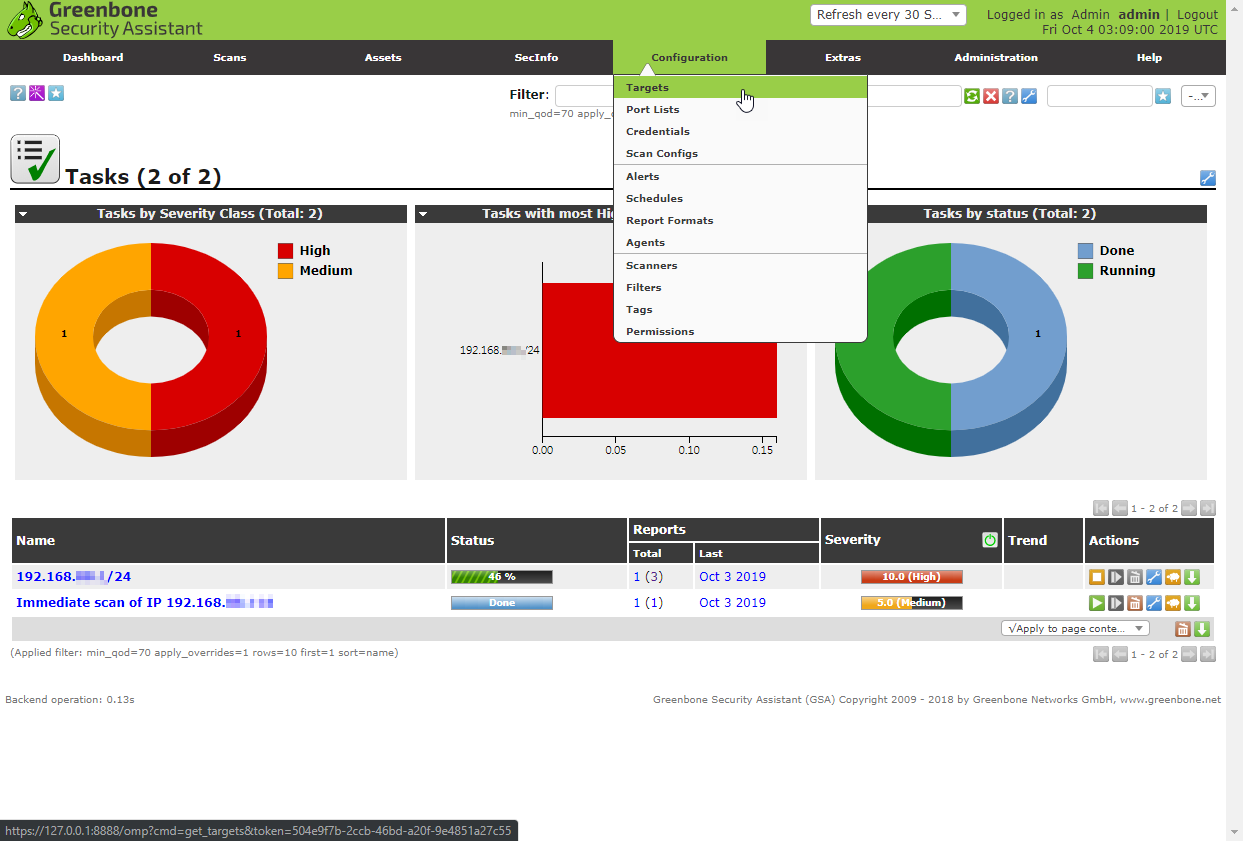 Greenbone
Security Assistant
Refresh every 30 S...
Logged in as Admin admin | Logout
Fri Oct 4 03:09:00 2019 UTC
Dashboard Scans Assets SecInfo Configuration Extras Administration Help
Filter:
min_qod=70 apply_
Targets
Port Lists
Credentials
Scan Configs
Alerts
Schedules
Report Formats
Agents
Scanners
Filters
Tags
Permissions
-...
Tasks (2 of 2)
Tasks by Severity Class (Total: 2)
High
Medium
1 1
Tasks with most Hi
192.168. /24
0.00 0.05 0.10 0.15
Tasks by status (Total: 2)
Done
Running
1
1 - 2 of 2
Name Status Reports Severity Trend Actions
Total Last
192.168. /24 46 % 1 (3) Oct 3 2019 10.0 (High)
Immediate scan of IP 192.168. Done 1 (1) Oct 3 2019 5.0 (Medium)
√Apply to page conte...
(Applied filter: min_qod=70 apply_overrides=1 rows=10 first=1 sort=name)
1 - 2 of 2
Backend operation: 0.13s
Greenbone Security Assistant (GSA) Copyright 2009 - 2018 by Greenbone Networks GmbH, www.greenbone.net
https://127.0.0.1:8888/omp?cmd=get_targets&token=504e9f7b-2ccb-46bd-a20f-9e4851a27c55